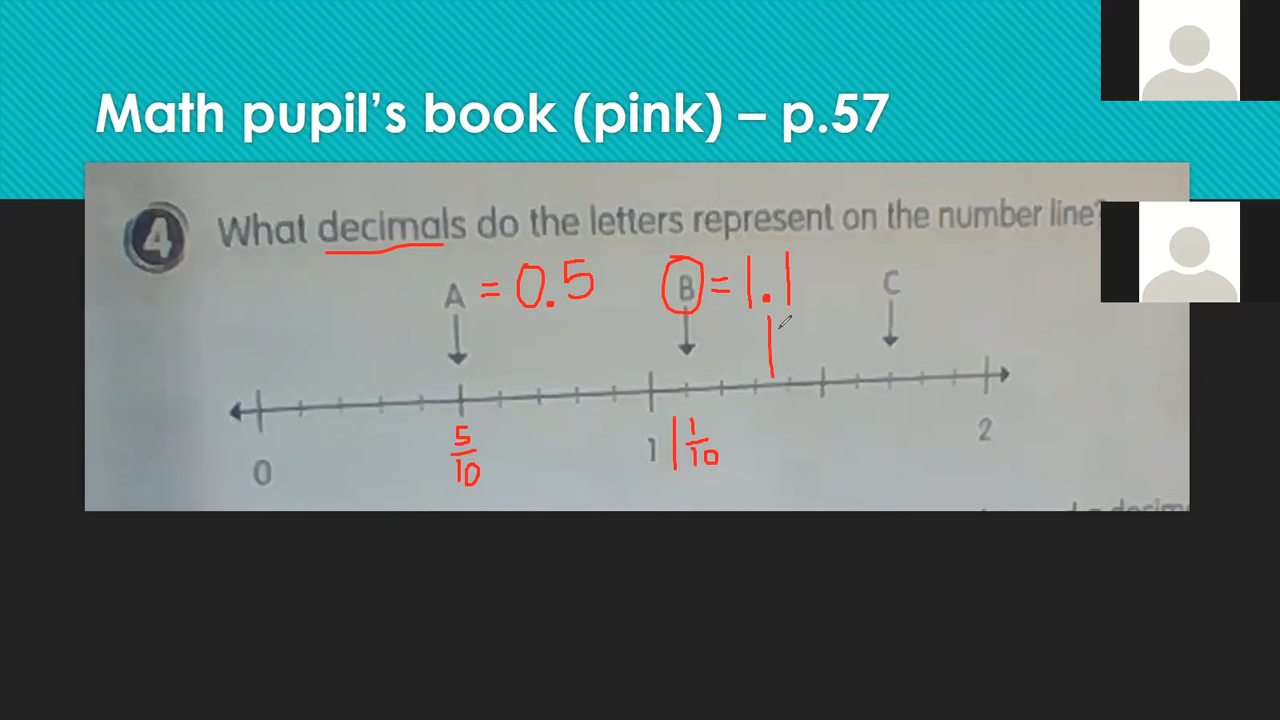 Math pupil's book (pink) – p.57
4 What decimals do the letters represent on the number line?
A = 0.5 B = 1.1 C
0 5/10 1 1 1/10 2